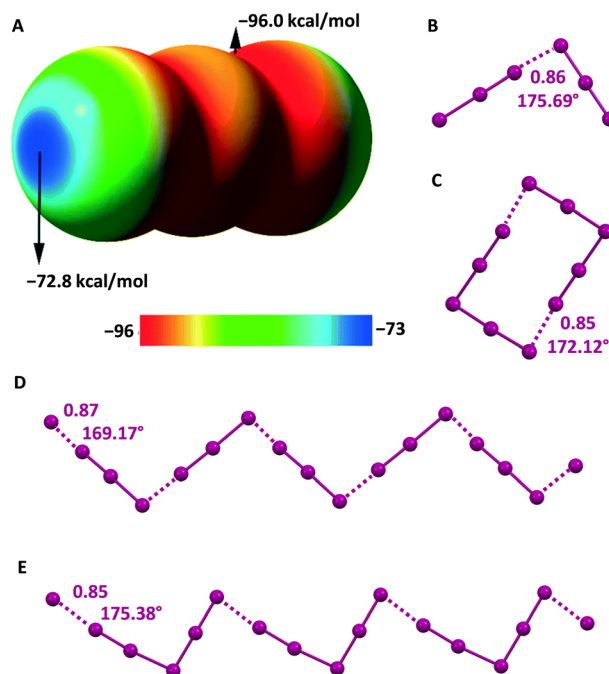 A
−96.0 kcal/mol
−72.8 kcal/mol
−96
−73
B
0.86
175.69°
C
0.85
172.12°
D
0.87
169.17°
E
0.85
175.38°